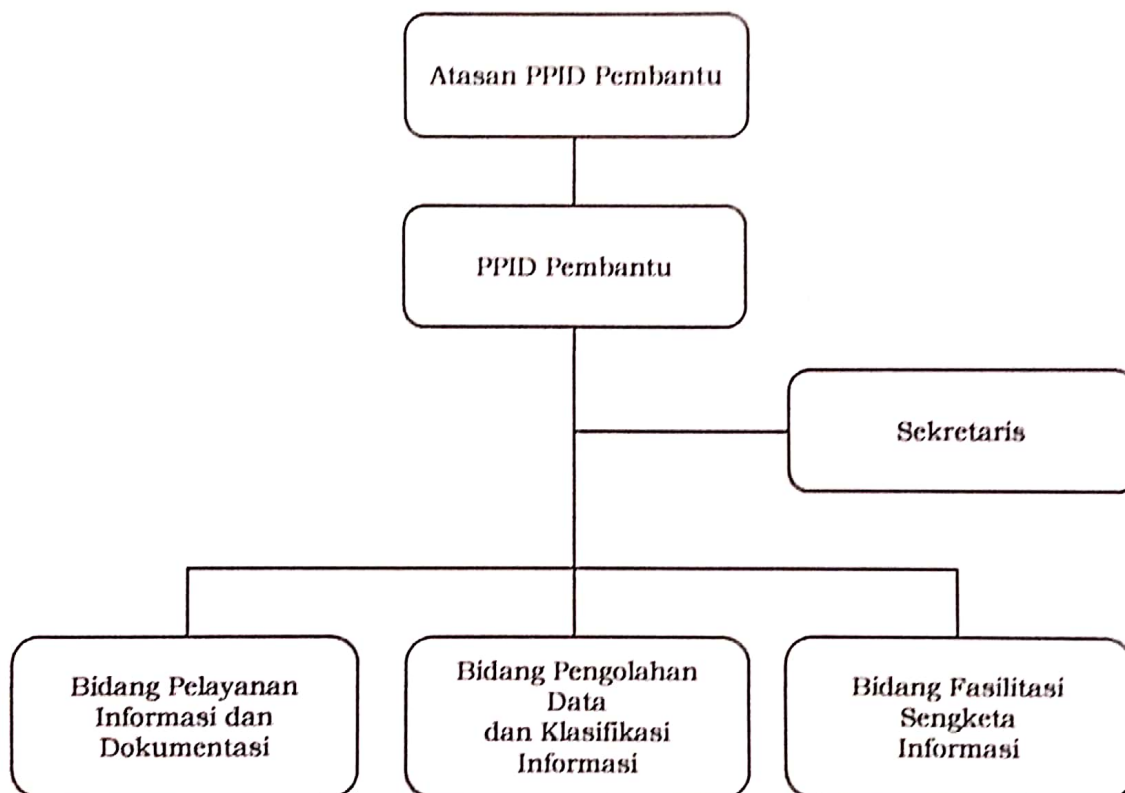 Atasan PPID Pembantu
PPID Pembantu
Sekretaris
Bidang Pelayanan
Informasi dan
Dokumentasi
Bidang Pengolahan
Data
dan Klasifikasi
Informasi
Bidang Fasilitasi
Sengketa
Informasi